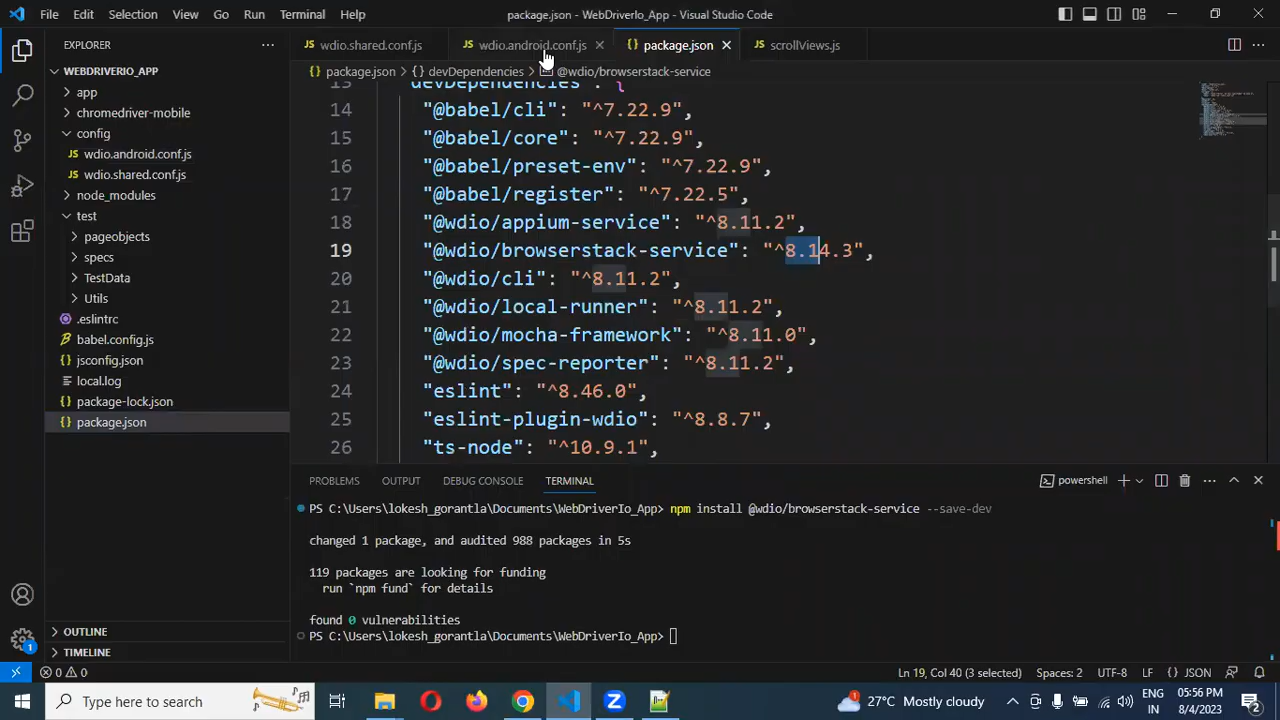 File Edit Selection View Go Run Terminal Help
package.json - WebDriverIo_App - Visual Studio Code
EXPLORER
WEBDRIVERIO_APP
app
chromedriver-mobile
config
wdio.android.conf.js
wdio.shared.conf.js
node_modules
test
pageobjects
specs
TestData
Utils
.eslintrc
babel.config.js
jsconfig.json
local.log
package-lock.json
package.json
OUTLINE
TIMELINE
wdio.shared.conf.js wdio.android.conf.js package.json scrollViews.js
package.json > {} devDependencies > @wdio/browserstack-service
13 "devDependencies": {
14 "@babel/cli": "^7.22.9",
15 "@babel/core": "^7.22.9",
16 "@babel/preset-env": "^7.22.9",
17 "@babel/register": "^7.22.5",
18 "@wdio/appium-service": "^8.11.2",
19 "@wdio/browserstack-service": "^8.14.3",
20 "@wdio/cli": "^8.11.2",
21 "@wdio/local-runner": "^8.11.2",
22 "@wdio/mocha-framework": "^8.11.0",
23 "@wdio/spec-reporter": "^8.11.2",
24 "eslint": "^8.46.0",
25 "eslint-plugin-wdio": "^8.8.7",
26 "ts-node": "^10.9.1",
PROBLEMS OUTPUT DEBUG CONSOLE TERMINAL
powershell
PS C:\Users\lokesh_gorantla\Documents\WebDriverIo_App> npm install @wdio/browserstack-service --save-dev
changed 1 package, and audited 988 packages in 5s
119 packages are looking for funding
run `npm fund` for details
found 0 vulnerabilities
PS C:\Users\lokesh_gorantla\Documents\WebDriverIo_App>
0 0
Ln 19, Col 40 (3 selected) Spaces: 2 UTF-8 LF {} JSON
1
Type here to search
27°C Mostly cloudy
ENG
IN
05:56 PM
8/4/2023
2